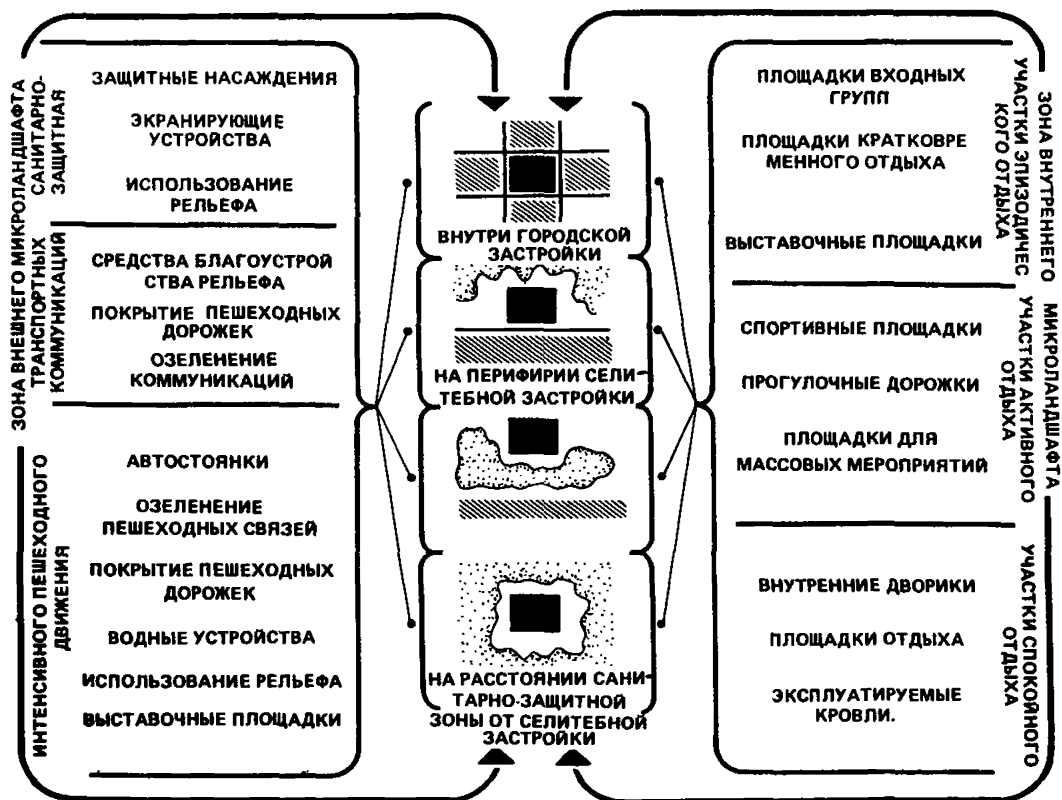 ЗОНА ВНЕШНЕГО МИКРОЛАНДШАФТА
САНИТАРНО-
ЗАЩИТНАЯ
ЗАЩИТНЫЕ НАСАЖДЕНИЯ
ЭКРАНИРУЮЩИЕ
УСТРОЙСТВА
ИСПОЛЬЗОВАНИЕ
РЕЛЬЕФА
ТРАНСПОРТНЫХ
КОММУНИКАЦИЙ
СРЕДСТВА БЛАГОУСТРОЙ
СТВА РЕЛЬЕФА
ПОКРЫТИЕ ПЕШЕХОДНЫХ
ДОРОЖЕК
ОЗЕЛЕНЕНИЕ
КОММУНИКАЦИЙ
ИНТЕНСИВНОГО ПЕШЕХОДНОГО
ДВИЖЕНИЯ
АВТОСТОЯНКИ
ОЗЕЛЕНЕНИЕ
ПЕШЕХОДНЫХ СВЯЗЕЙ
ПОКРЫТИЕ ПЕШЕХОДНЫХ
ДОРОЖЕК
ВОДНЫЕ УСТРОЙСТВА
ИСПОЛЬЗОВАНИЕ РЕЛЬЕФА
ВЫСТАВОЧНЫЕ ПЛОЩАДКИ
ВНУТРИ ГОРОДСКОЙ
ЗАСТРОЙКИ
НА ПЕРИФИРИИ СЕЛИ-
ТЕБНОЙ ЗАСТРОЙКИ
НА РАССТОЯНИИ САНИ-
ТАРНО-ЗАЩИТНОЙ
ЗОНЫ ОТ СЕЛИТЕБНОЙ
ЗАСТРОЙКИ
ЗОНА ВНУТРЕННЕГО МИКРОЛАНДШАФТА
УЧАСТКИ ЭПИЗОДИЧЕС
КОГО ОТДЫХА
ПЛОЩАДКИ ВХОДНЫХ
ГРУПП
ПЛОЩАДКИ КРАТКОВРЕ
МЕННОГО ОТДЫХА
ВЫСТАВОЧНЫЕ ПЛОЩАДКИ
УЧАСТКИ АКТИВНОГО
ОТДЫХА
СПОРТИВНЫЕ ПЛОЩАДКИ
ПРОГУЛОЧНЫЕ ДОРОЖКИ
ПЛОЩАДКИ ДЛЯ
МАССОВЫХ МЕРОПРИЯТИЙ
УЧАСТКИ СПОКОЙНОГО
ОТДЫХА
ВНУТРЕННИЕ ДВОРИКИ
ПЛОЩАДКИ ОТДЫХА
ЭКСПЛУАТИРУЕМЫЕ
КРОВЛИ.